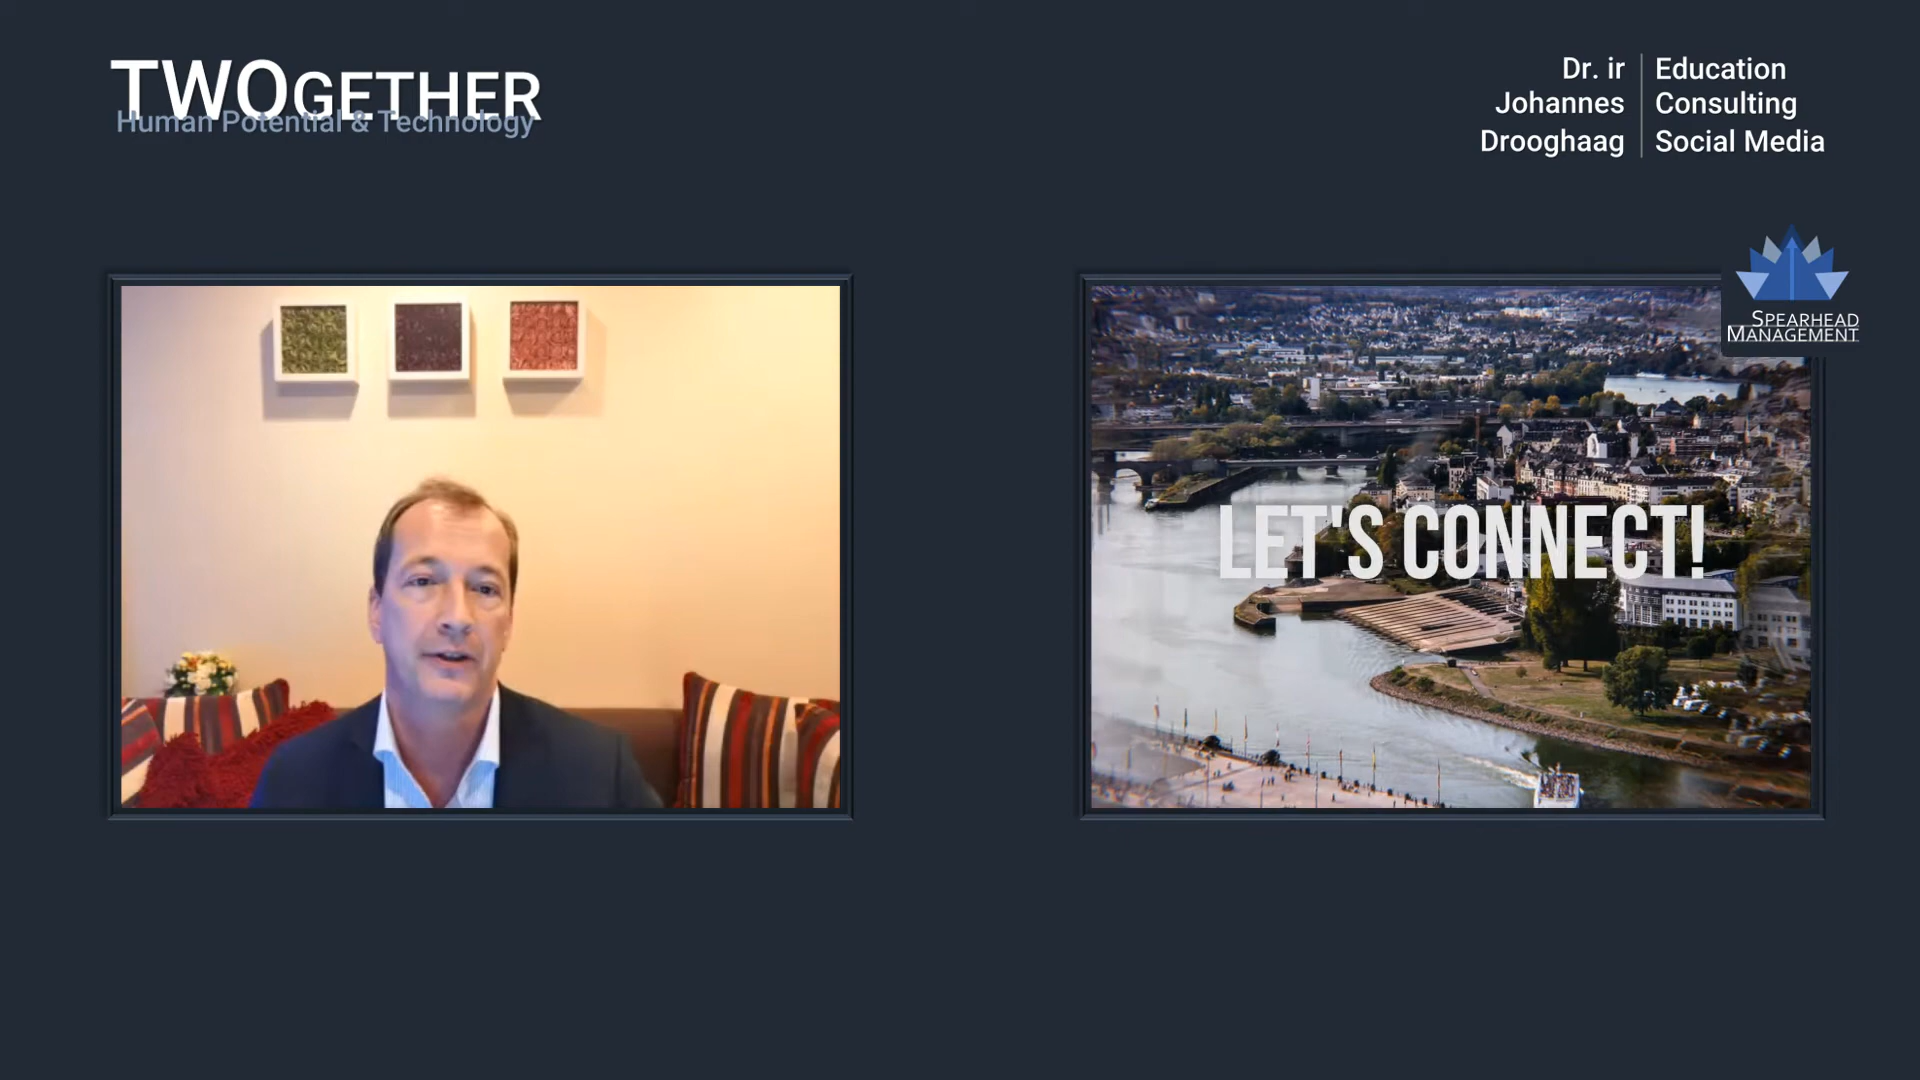 TWOGETHER
Human Potential & Technology
Dr. ir
Johannes
Drooghaag
Education
Consulting
Social Media
SPEARHEAD
MANAGEMENT
LET'S CONNECT!